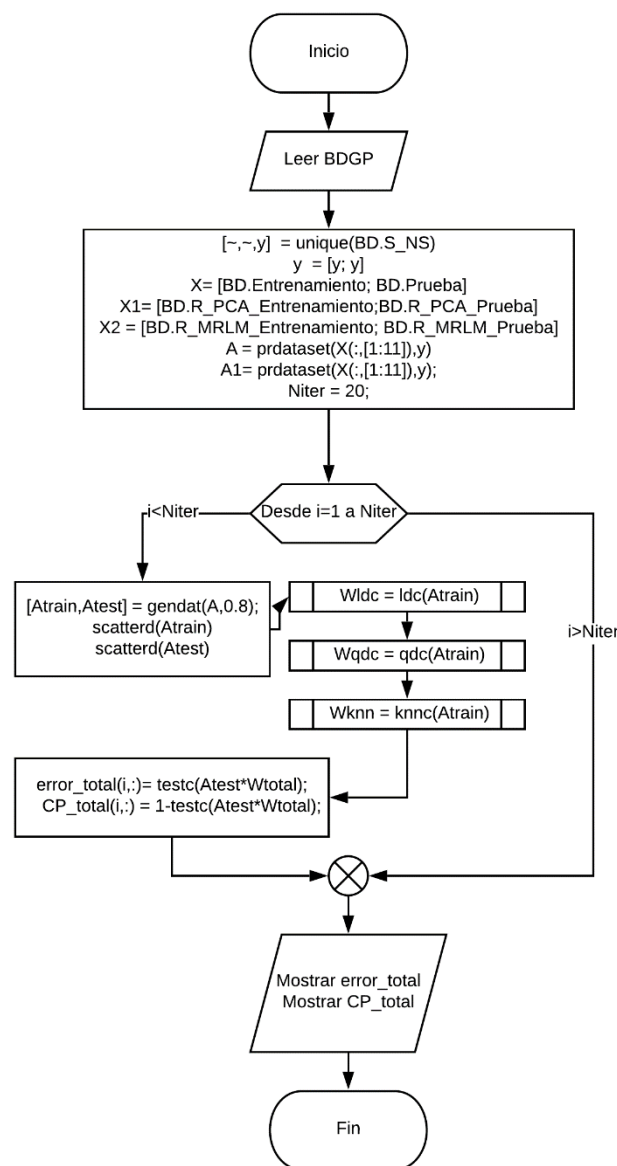 Inicio
Leer BDGP
[~,~,y] = unique(BD.S_NS)
y = [y; y]
X= [BD.Entrenamiento; BD.Prueba]
X1= [BD.R_PCA_Entrenamiento;BD.R_PCA_Prueba]
X2 = [BD.R_MRLM_Entrenamiento; BD.R_MRLM_Prueba]
A = prdataset(X(:,[1:11]),y)
A1= prdataset(X(:,[1:11]),y);
Niter = 20;
Desde i=1 a Niter
i<Niter
i>Niter
[Atrain,Atest] = gendat(A,0.8);
scatterd(Atrain)
scatterd(Atest)
Wldc = ldc(Atrain)
Wqdc = qdc(Atrain)
Wknn = knnc(Atrain)
error_total(i,:)= testc(Atest*Wtotal);
CP_total(i,:) = 1-testc(Atest*Wtotal);
Mostrar error_total
Mostrar CP_total
Fin